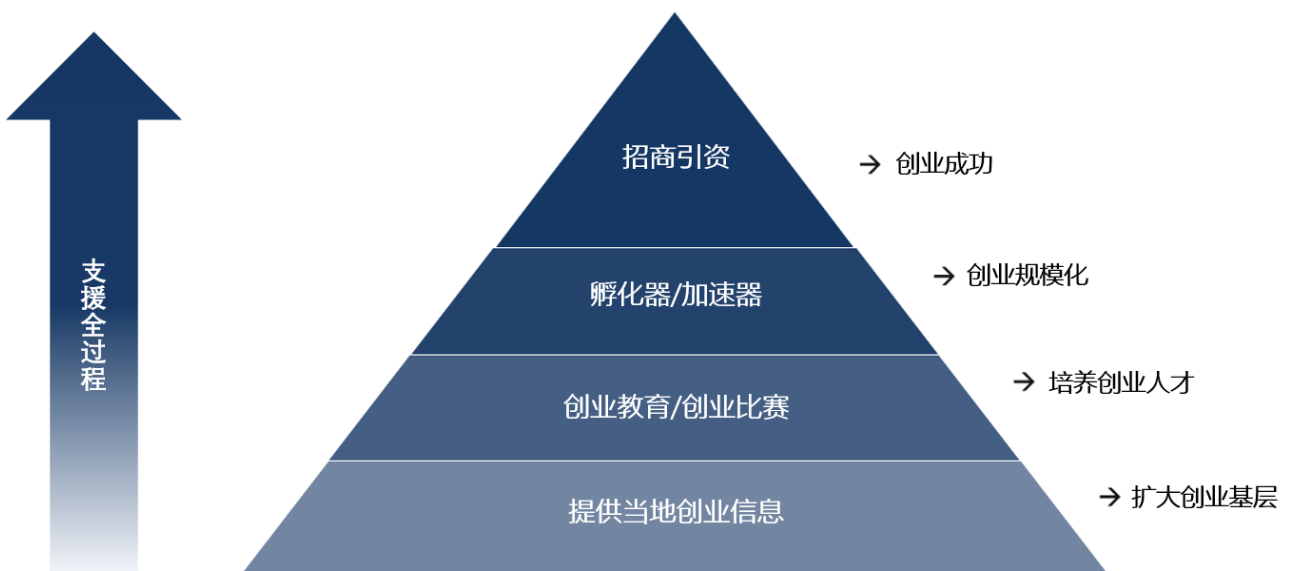 招商引资
创业成功
孵化器/加速器
创业规模化
支援全过程
创业教育/创业比赛
培养创业人才
提供当地创业信息
扩大创业基层